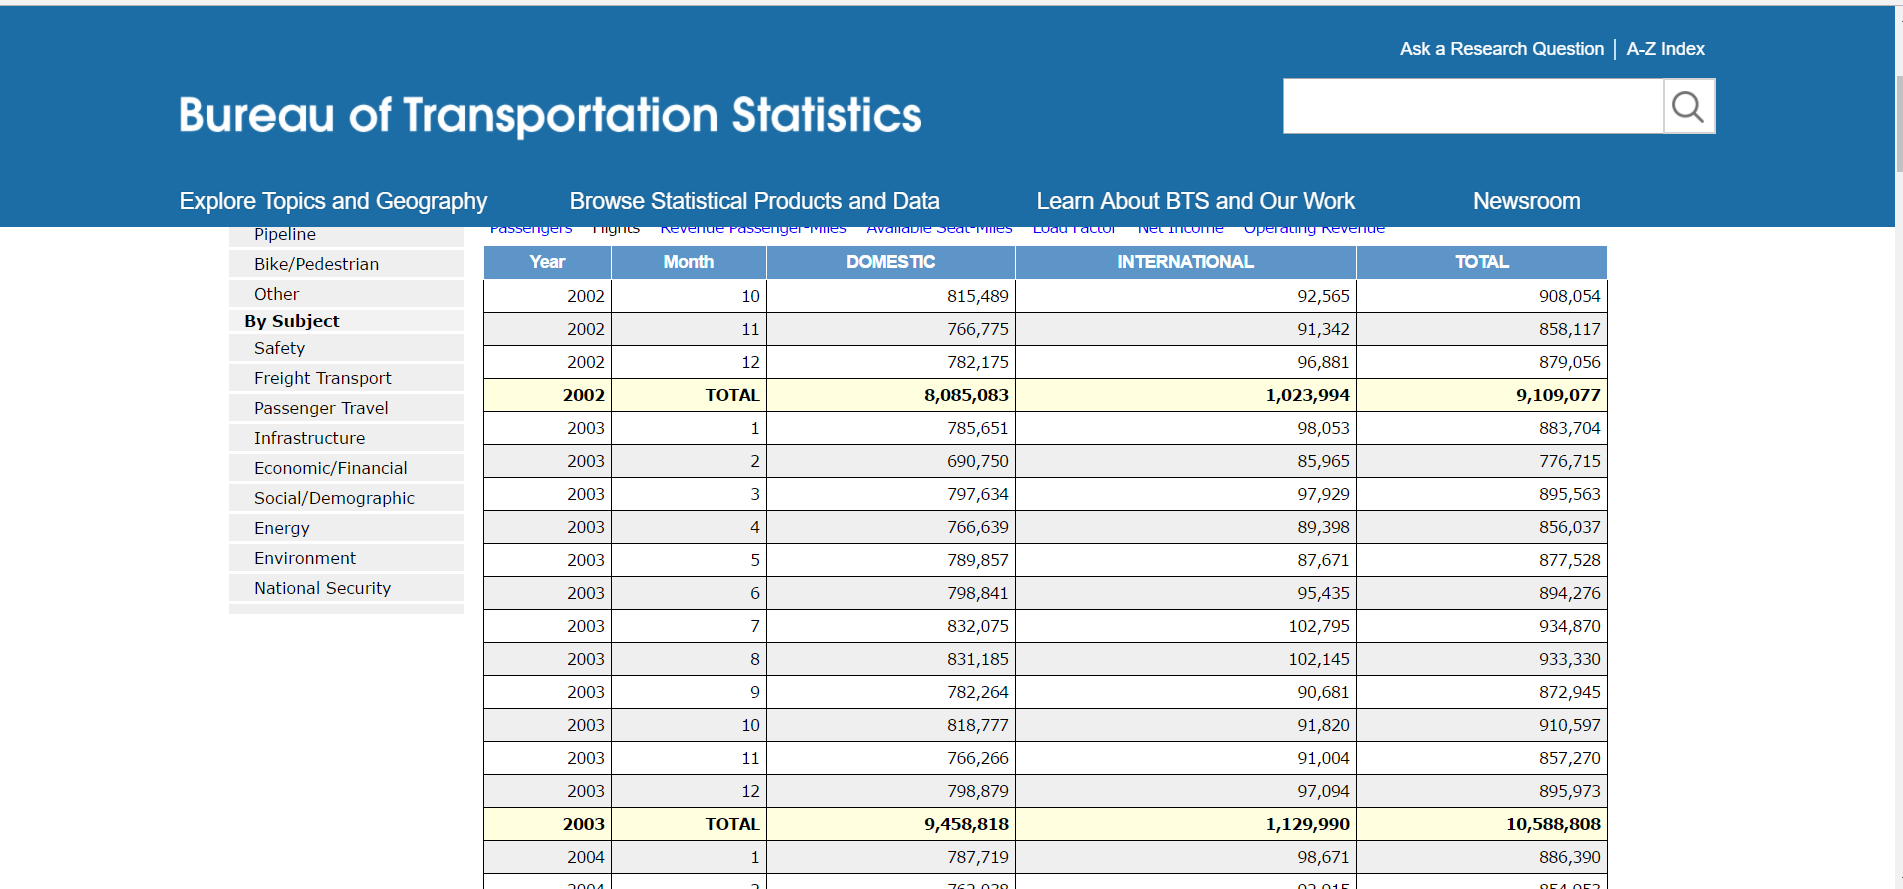 Ask a Research Question | A-Z Index
Bureau of Transportation Statistics
Explore Topics and Geography Browse Statistical Products and Data Learn About BTS and Our Work Newsroom
Passengers Flights Revenue Passenger-Miles Available Seat-Miles Load Factor Net Income Operating Revenue
Pipeline
Bike/Pedestrian
Other
By Subject
Safety
Freight Transport
Passenger Travel
Infrastructure
Economic/Financial
Social/Demographic
Energy
Environment
National Security
Year Month DOMESTIC INTERNATIONAL TOTAL
2002 10 815,489 92,565 908,054
2002 11 766,775 91,342 858,117
2002 12 782,175 96,881 879,056
2002 TOTAL 8,085,083 1,023,994 9,109,077
2003 1 785,651 98,053 883,704
2003 2 690,750 85,965 776,715
2003 3 797,634 97,929 895,563
2003 4 766,639 89,398 856,037
2003 5 789,857 87,671 877,528
2003 6 798,841 95,435 894,276
2003 7 832,075 102,795 934,870
2003 8 831,185 102,145 933,330
2003 9 782,264 90,681 872,945
2003 10 818,777 91,820 910,597
2003 11 766,266 91,004 857,270
2003 12 798,879 97,094 895,973
2003 TOTAL 9,458,818 1,129,990 10,588,808
2004 1 787,719 98,671 886,390